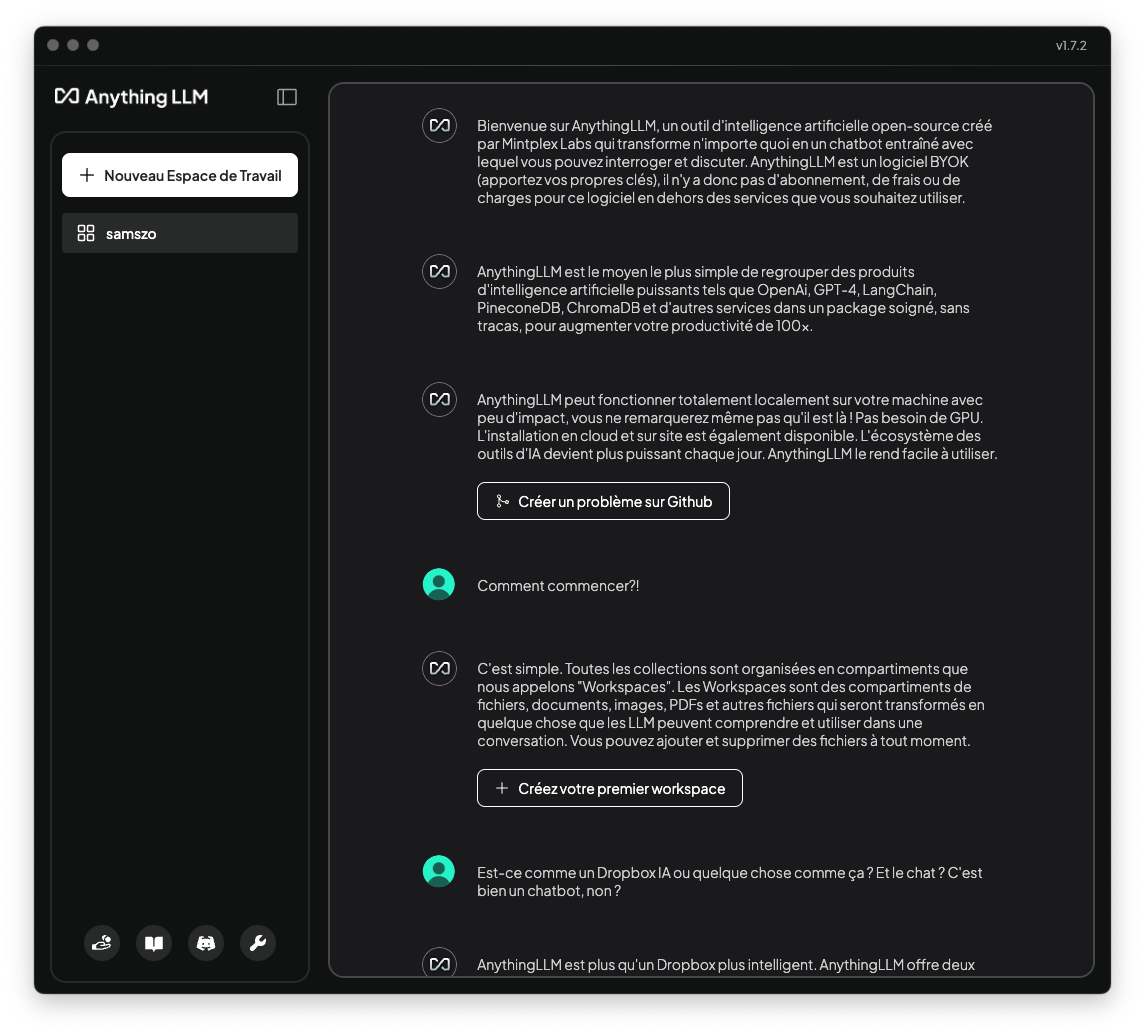 v1.7.2
Anything LLM
Nouveau Espace de Travail
samszo
Bienvenue sur AnythingLLM, un outil d'intelligence artificielle open-source créé
par Mintplex Labs qui transforme n'importe quoi en un chatbot entraîné avec
lequel vous pouvez interroger et discuter. AnythingLLM est un logiciel BYOK
(apportez vos propres clés), il n'y a donc pas d'abonnement, de frais ou de
charges pour ce logiciel en dehors des services que vous souhaitez utiliser.
AnythingLLM est le moyen le plus simple de regrouper des produits
d'intelligence artificielle puissants tels que OpenAi, GPT-4, LangChain,
PineconeDB, ChromaDB et d'autres services dans un package soigné, sans
tracas, pour augmenter votre productivité de 100x.
AnythingLLM peut fonctionner totalement localement sur votre machine avec
peu d'impact, vous ne remarquerez même pas qu'il est là ! Pas besoin de GPU.
L'installation en cloud et sur site est également disponible. L'écosystème des
outils d'IA devient plus puissant chaque jour. AnythingLLM le rend facile à utiliser.
Créer un problème sur Github
Comment commencer?!
C'est simple. Toutes les collections sont organisées en compartiments que
nous appelons "Workspaces". Les Workspaces sont des compartiments de
fichiers, documents, images, PDFs et autres fichiers qui seront transformés en
quelque chose que les LLM peuvent comprendre et utiliser dans une
conversation. Vous pouvez ajouter et supprimer des fichiers à tout moment.
Créez votre premier workspace
Est-ce comme un Dropbox IA ou quelque chose comme ça ? Et le chat ? C'est
bien un chatbot, non ?
AnythingLLM est plus qu'un Dropbox plus intelligent. AnythingLLM offre deux